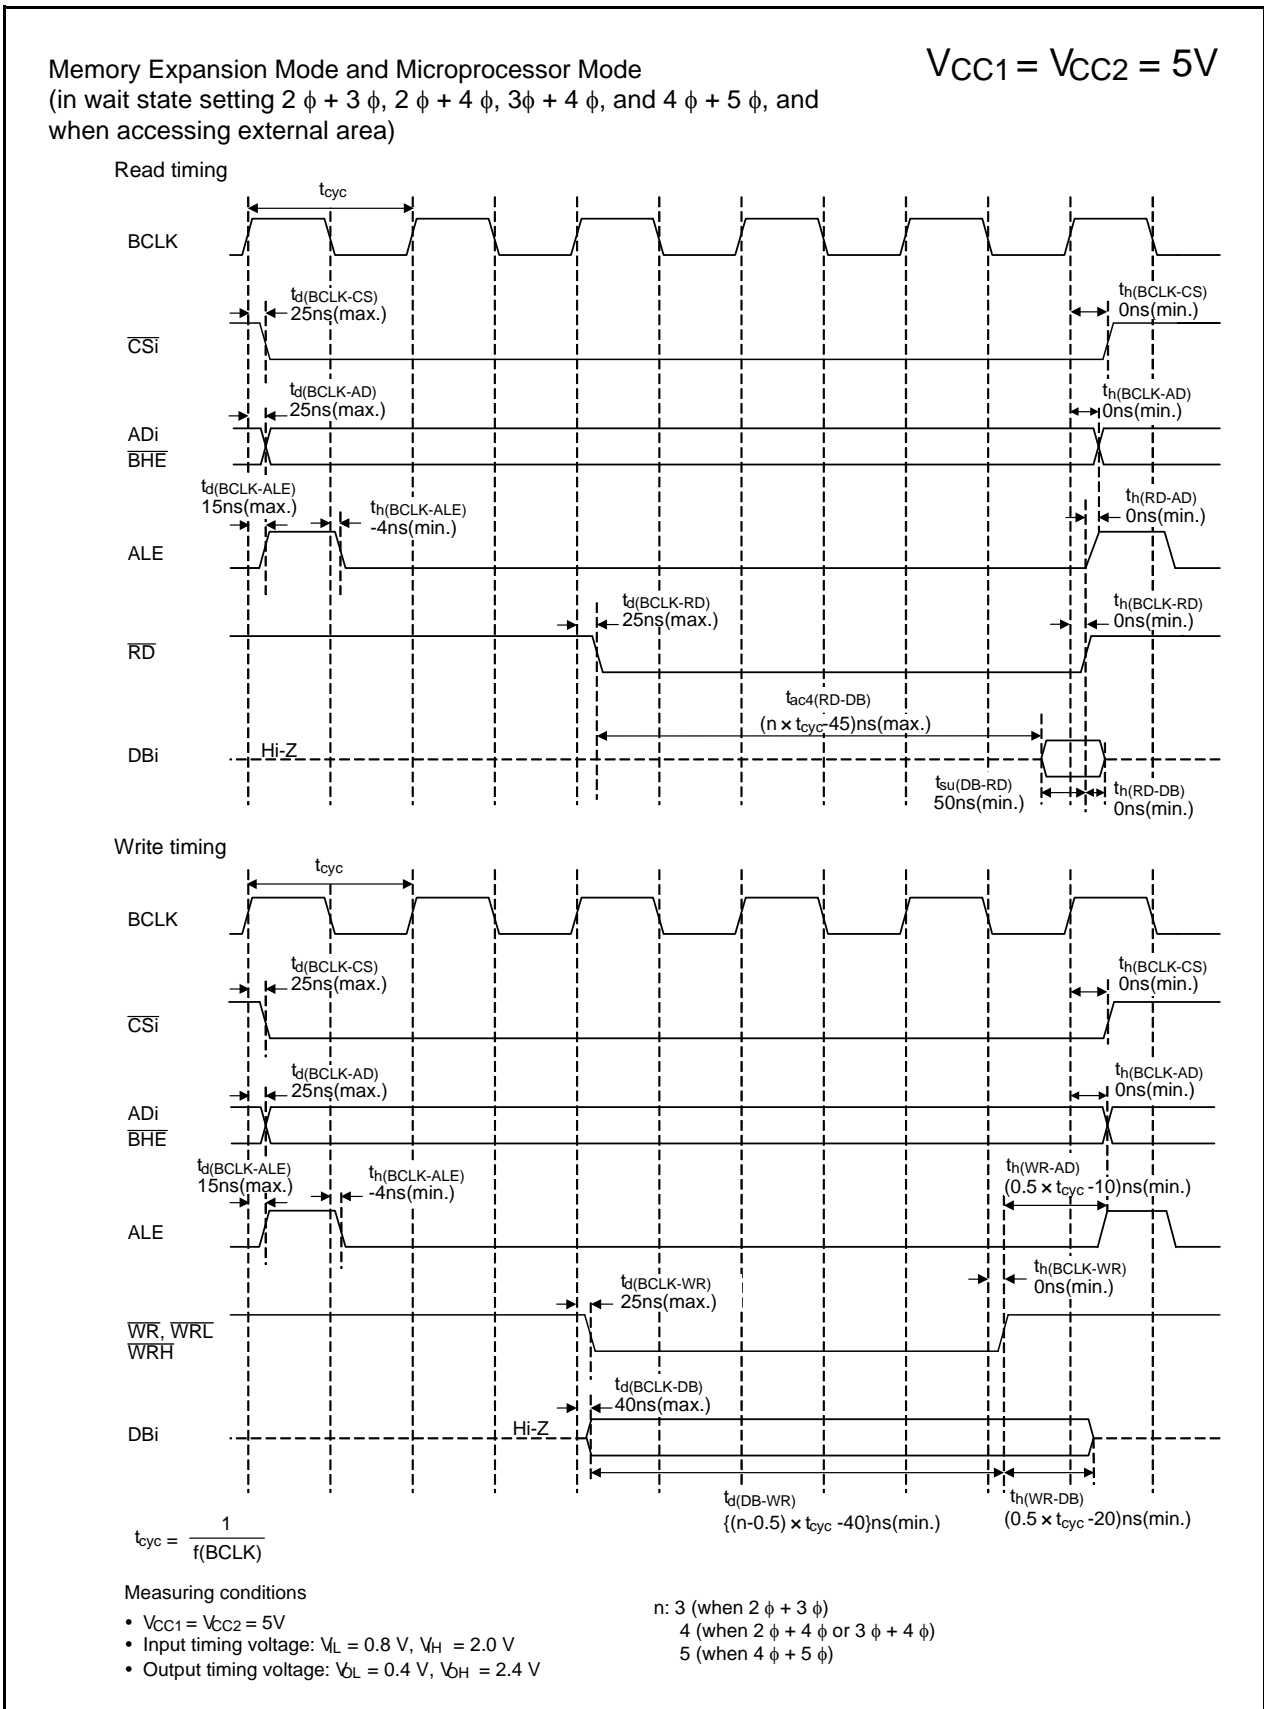 Memory Expansion Mode and Microprocessor Mode
(in wait state setting 2 φ + 3 φ, 2 φ + 4 φ, 3φ + 4 φ, and 4 φ + 5 φ, and
when accessing external area)
VCC1 = VCC2 = 5V
Read timing
tcyc
BCLK
td(BCLK-CS)
25ns(max.)
th(BCLK-CS)
0ns(min.)
CSi
td(BCLK-AD)
25ns(max.)
th(BCLK-AD)
0ns(min.)
ADi
BHE
td(BCLK-ALE)
15ns(max.)
th(BCLK-ALE)
-4ns(min.)
th(RD-AD)
0ns(min.)
ALE
td(BCLK-RD)
25ns(max.)
th(BCLK-RD)
0ns(min.)
RD
tac4(RD-DB)
(n × tcyc-45)ns(max.)
DBi
Hi-Z
tsu(DB-RD)
50ns(min.)
th(RD-DB)
0ns(min.)
Write timing
tcyc
BCLK
td(BCLK-CS)
25ns(max.)
th(BCLK-CS)
0ns(min.)
CSi
td(BCLK-AD)
25ns(max.)
th(BCLK-AD)
0ns(min.)
ADi
BHE
td(BCLK-ALE)
15ns(max.)
th(BCLK-ALE)
-4ns(min.)
th(WR-AD)
(0.5 × tcyc -10)ns(min.)
ALE
td(BCLK-WR)
25ns(max.)
th(BCLK-WR)
0ns(min.)
WR, WRL
WRH
td(BCLK-DB)
40ns(max.)
DBi
Hi-Z
td(DB-WR)
{(n-0.5) × tcyc -40}ns(min.)
th(WR-DB)
(0.5 × tcyc -20)ns(min.)
tcyc = 1
f(BCLK)
Measuring conditions
• VCC1 = VCC2 = 5V
• Input timing voltage: VIL = 0.8 V, VIH = 2.0 V
• Output timing voltage: VOL = 0.4 V, VOH = 2.4 V
n: 3 (when 2 φ + 3 φ)
4 (when 2 φ + 4 φ or 3 φ + 4 φ)
5 (when 4 φ + 5 φ)